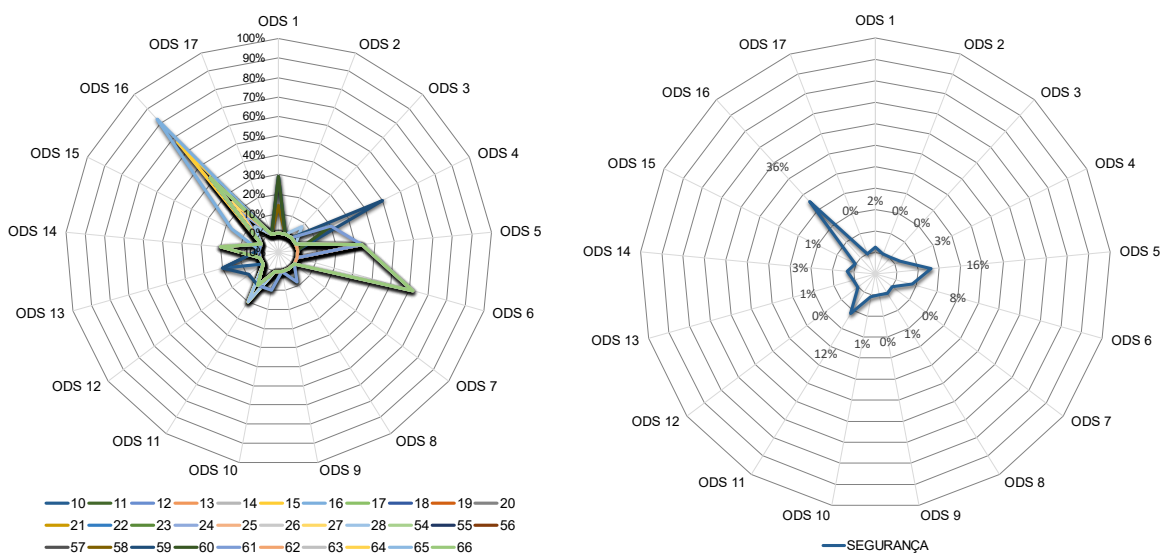 ODS 1
ODS 2
ODS 3
ODS 4
ODS 5
ODS 6
ODS 7
ODS 8
ODS 9
ODS 10
ODS 11
ODS 12
ODS 13
ODS 14
ODS 15
ODS 16
ODS 17
100%
90%
80%
70%
60%
50%
40%
30%
20%
10%
0%
-10%
10 11 12 13 14 15 16 17 18 19 20
21 22 23 24 25 26 27 28 54 55 56
57 58 59 60 61 62 63 64 65 66
ODS 1
ODS 2
ODS 3
ODS 4
ODS 5
ODS 6
ODS 7
ODS 8
ODS 9
ODS 10
ODS 11
ODS 12
ODS 13
ODS 14
ODS 15
ODS 16
ODS 17
2%
0%
0%
3%
16%
8%
0%
1%
0%
1%
12%
0%
1%
3%
1%
36%
0%
SEGURANÇA